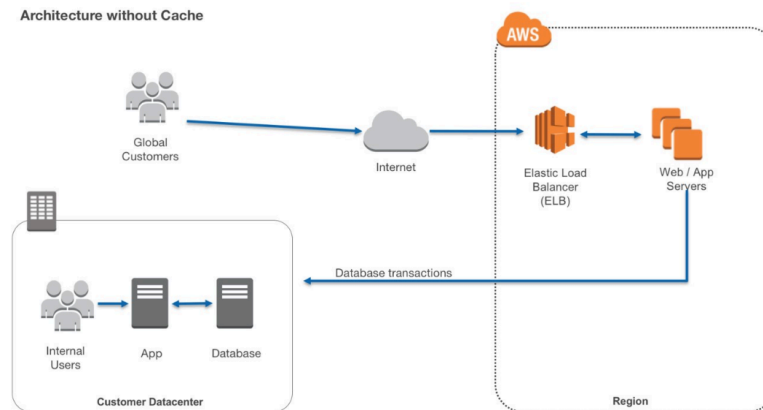 Architecture without Cache
AWS
Global
Customers
Internet
Elastic Load
Balancer
(ELB)
Web / App
Servers
Database transactions
Internal
Users
App
Database
Customer Datacenter
Region